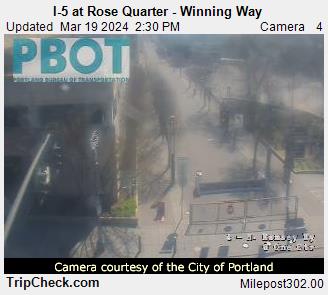 I-5 at Rose Quarter - Winning Way
Updated Mar 19 2024 2:30 PM Camera 4
PBOT
PORTLAND BUREAU OF TRANSPORTATION
Camera courtesy of the City of Portland
TripCheck.com Milepost302.00